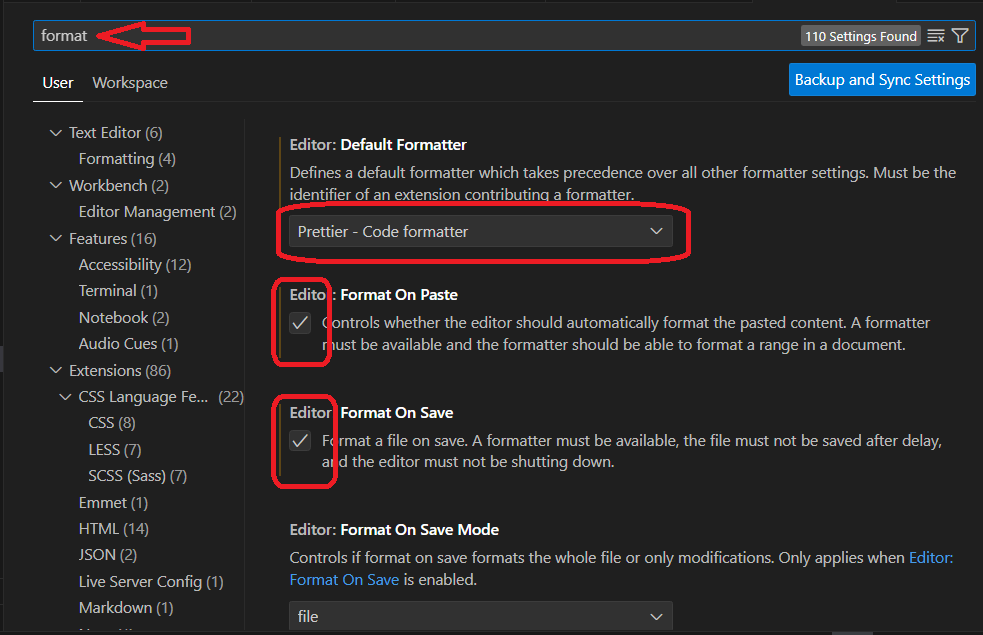 format
110 Settings Found
User
Workspace
Backup and Sync Settings
Text Editor (6)
Formatting (4)
Workbench (2)
Editor Management (2)
Features (16)
Accessibility (12)
Terminal (1)
Notebook (2)
Audio Cues (1)
Extensions (86)
CSS Language Fe... (22)
CSS (8)
LESS (7)
SCSS (Sass) (7)
Emmet (1)
HTML (14)
JSON (2)
Live Server Config (1)
Markdown (1)
Editor: Default Formatter
Defines a default formatter which takes precedence over all other formatter settings. Must be the
identifier of an extension contributing a formatter.
Prettier - Code formatter
Editor: Format On Paste
Controls whether the editor should automatically format the pasted content. A formatter
must be available and the formatter should be able to format a range in a document.
Editor: Format On Save
Format a file on save. A formatter must be available, the file must not be saved after delay,
and the editor must not be shutting down.
Editor: Format On Save Mode
Controls if format on save formats the whole file or only modifications. Only applies when Editor:
Format On Save is enabled.
file